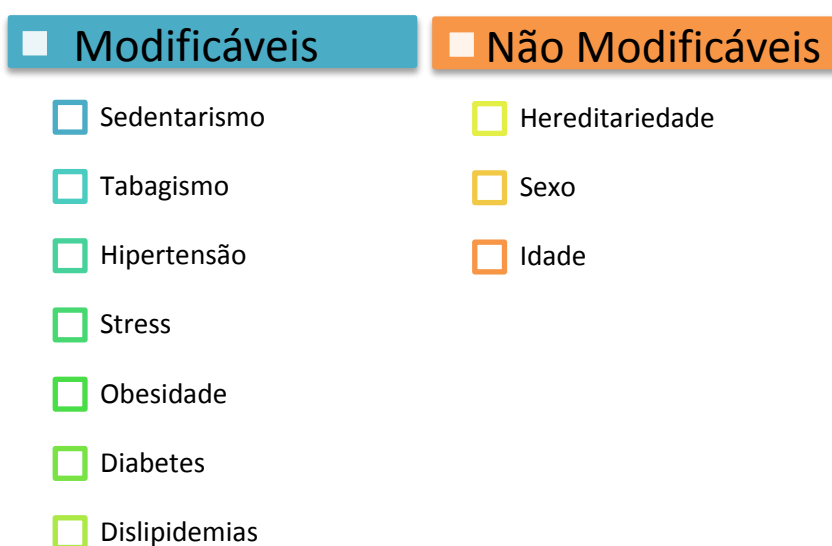 Modificáveis
Sedentarismo
Tabagismo
Hipertensão
Stress
Obesidade
Diabetes
Dislipidemias
Não Modificáveis
Hereditariedade
Sexo
Idade